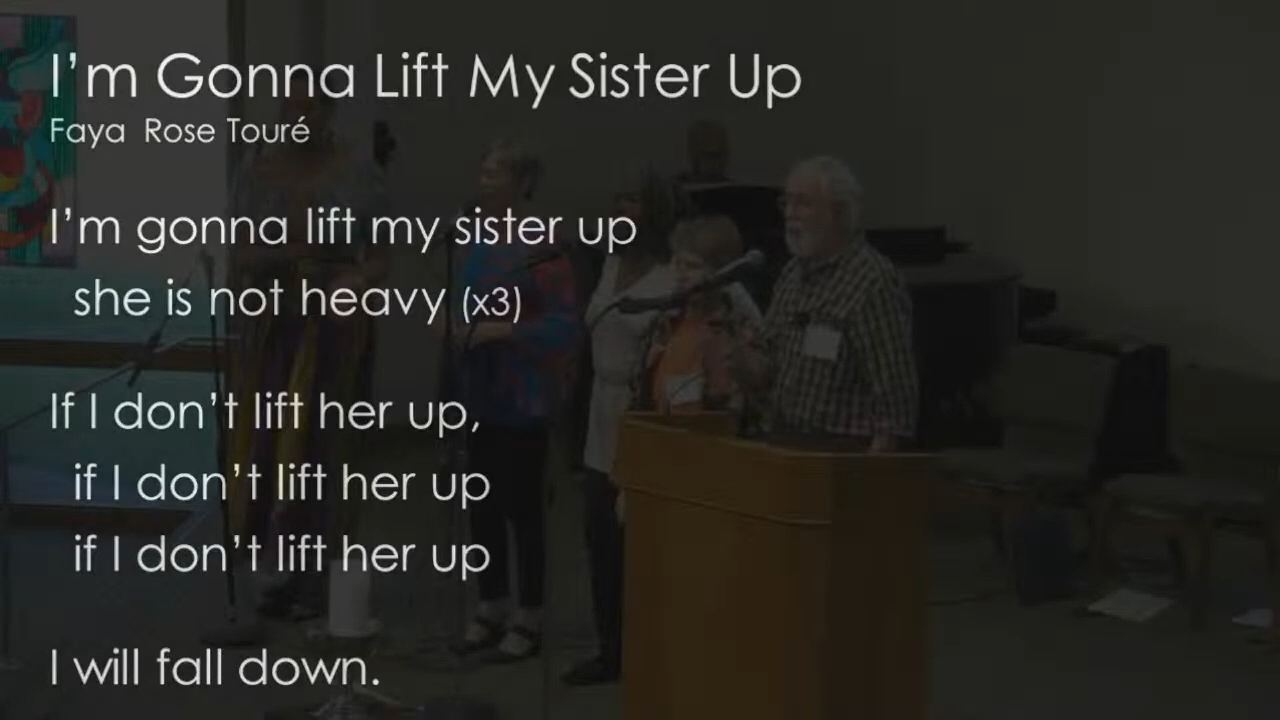 I’m Gonna Lift My Sister Up
Faya Rose Touré
I’m gonna lift my sister up
she is not heavy (x3)
If I don’t lift her up,
if I don’t lift her up
if I don’t lift her up
I will fall down.